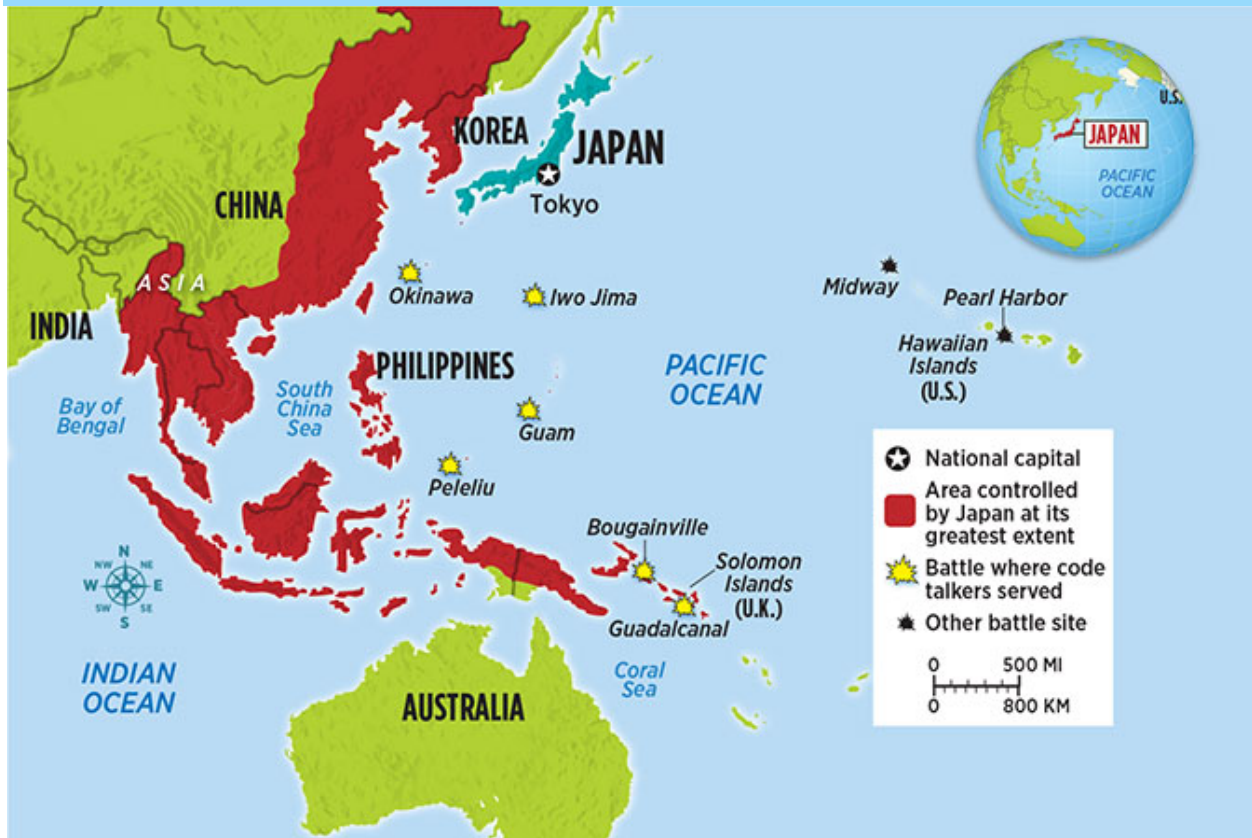 KOREA
JAPAN
Tokyo
CHINA
ASIA
INDIA
Okinawa
Iwo Jima
Midway
Pearl Harbor
Hawaiian
Islands
(U.S.)
PHILIPPINES
PACIFIC
OCEAN
Bay of
Bengal
South
China
Sea
Guam
Peleliu
Bougainville
Solomon
Islands
(U.K.)
Guadalcanal
N
NW
NE
W
E
SW
SE
S
INDIAN
OCEAN
Coral
Sea
AUSTRALIA
U.S.
JAPAN
PACIFIC
OCEAN
National capital
Area controlled
by Japan at its
greatest extent
Battle where code
talkers served
Other battle site
0 500 MI
0 800 KM